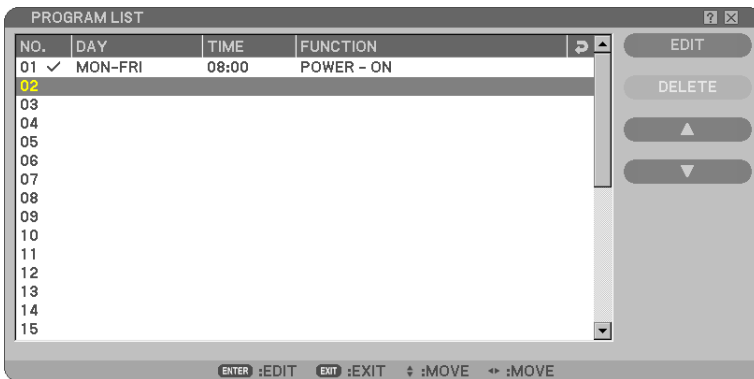 PROGRAM LIST
NO. DAY TIME FUNCTION
01 ✓ MON-FRI 08:00 POWER - ON
02
03
04
05
06
07
08
09
10
11
12
13
14
15
EDIT
DELETE
ENTER :EDIT EXIT :EXIT :MOVE :MOVE